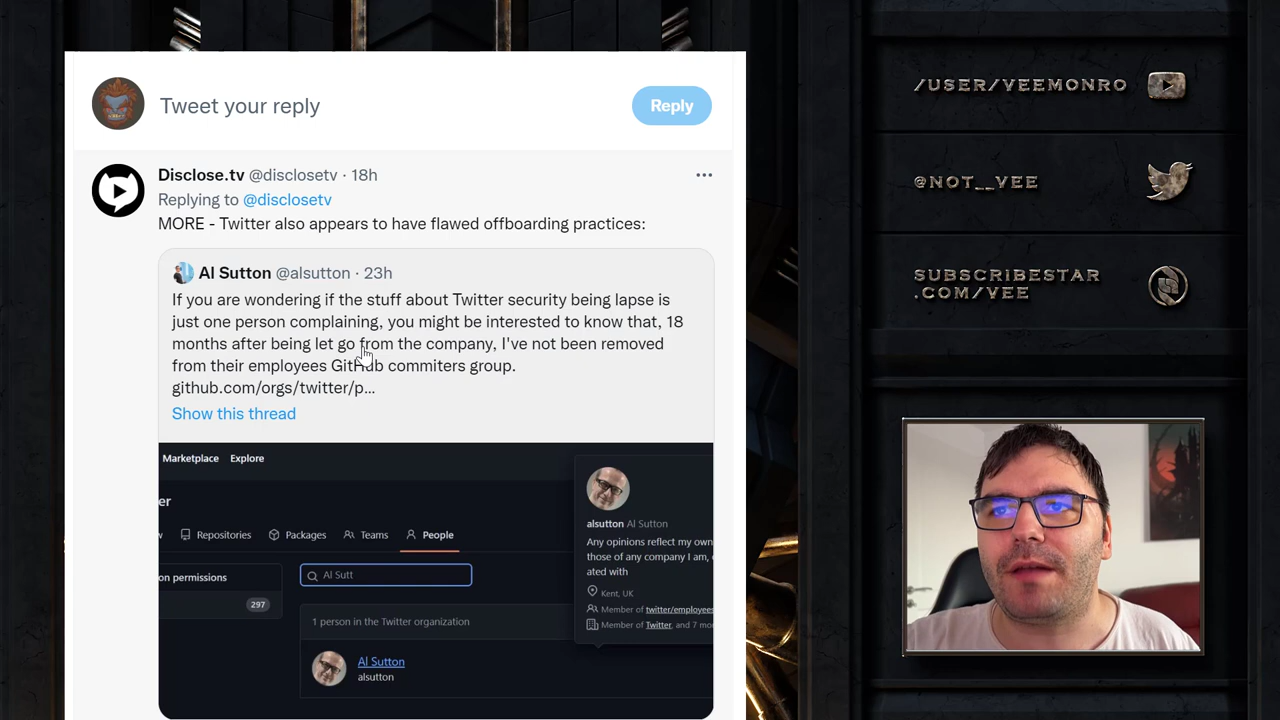 Tweet your reply
Reply
Disclose.tv @disclosetv · 18h
Replying to @disclosetv
MORE - Twitter also appears to have flawed offboarding practices:
Al Sutton @alsutton · 23h
If you are wondering if the stuff about Twitter security being lapse is
just one person complaining, you might be interested to know that, 18
months after being let go from the company, I've not been removed
from their employees GitHub commiters group.
github.com/orgs/twitter/p...
Show this thread
Marketplace Explore
er
w Repositories Packages Teams People
on permissions
297
Al Sutt
1 person in the Twitter organization
Al Sutton
alsutton
alsutton Al Sutton
Any opinions reflect my own
those of any company I am,
ated with
Kent, UK
Member of twitter/employees
Member of Twitter, and 7 mo
/USER/VEEMONRO
@NOT__VEE
SUBSCRIBESTAR
.COM/VEE